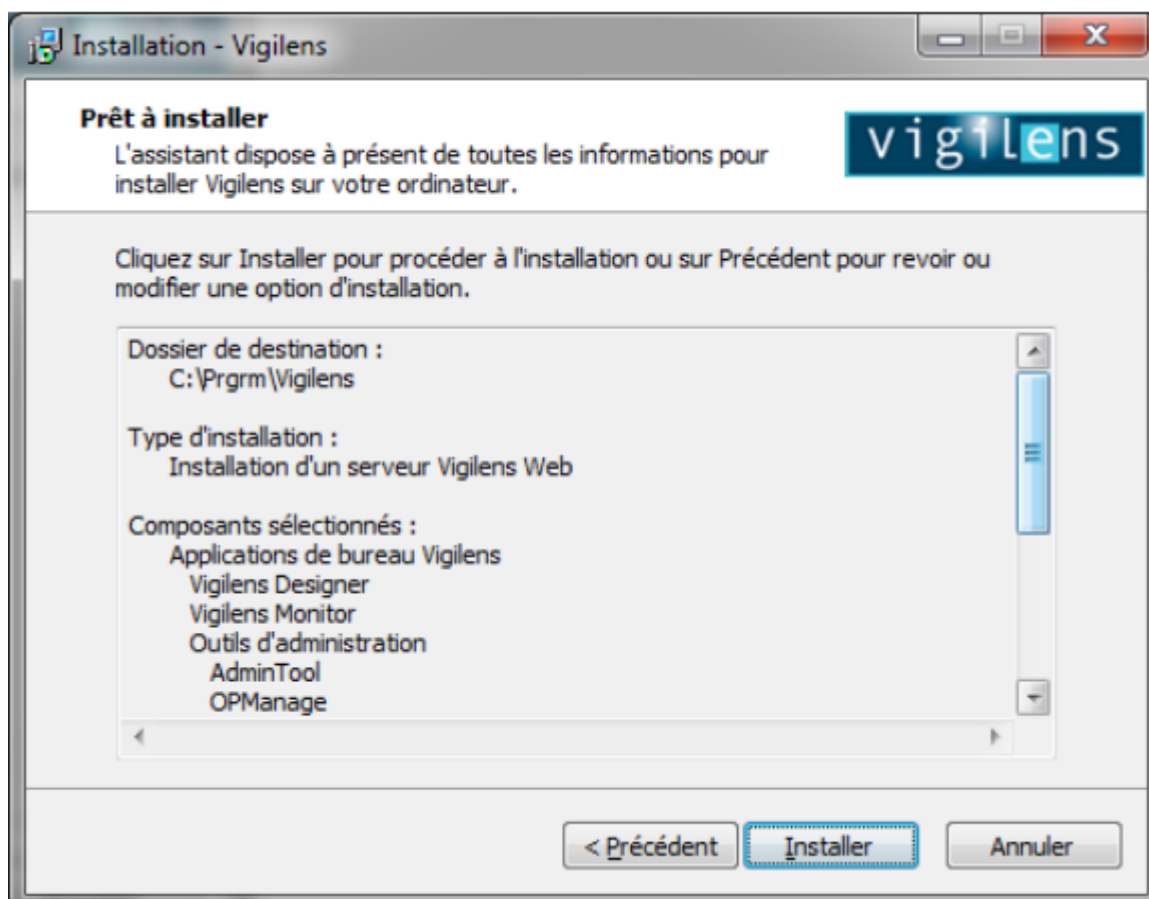 Installation - Vigilens
Prêt à installer
L'assistant dispose à présent de toutes les informations pour
installer Vigilens sur votre ordinateur.
vigilens
Cliquez sur Installer pour procéder à l'installation ou sur Précédent pour revoir ou
modifier une option d'installation.
Dossier de destination :
C:\Prgrm\Vigilens
Type d'installation :
Installation d'un serveur Vigilens Web
Composants sélectionnés :
Applications de bureau Vigilens
Vigilens Designer
Vigilens Monitor
Outils d'administration
AdminTool
OPManage
< Précédent
Installer
Annuler